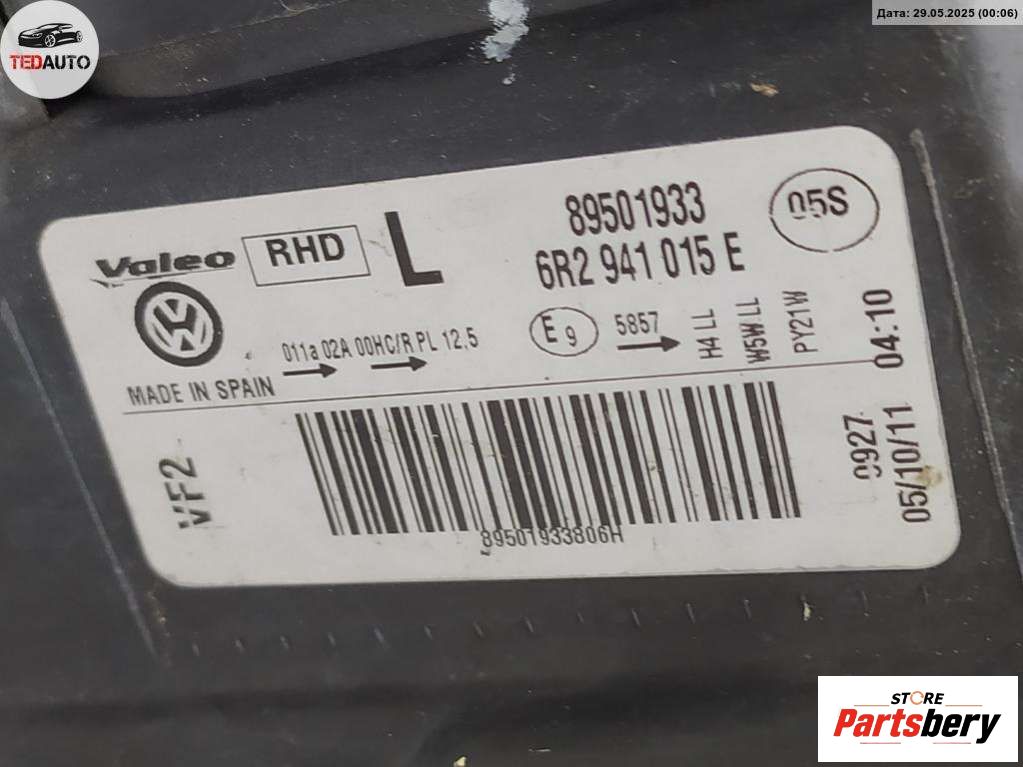 TEDAUTO
Дата: 29.05.2025 (00:06)
Valeo RHD L
89501933
6R2 941 015 E
05S
011a 02A 00HC/R PL 12,5
E9 5857
H4 LL
W5W LL
PY21W
04:10
MADE IN SPAIN
VF2
0927
05/10/11
89501933806H
STORE
Partsbery